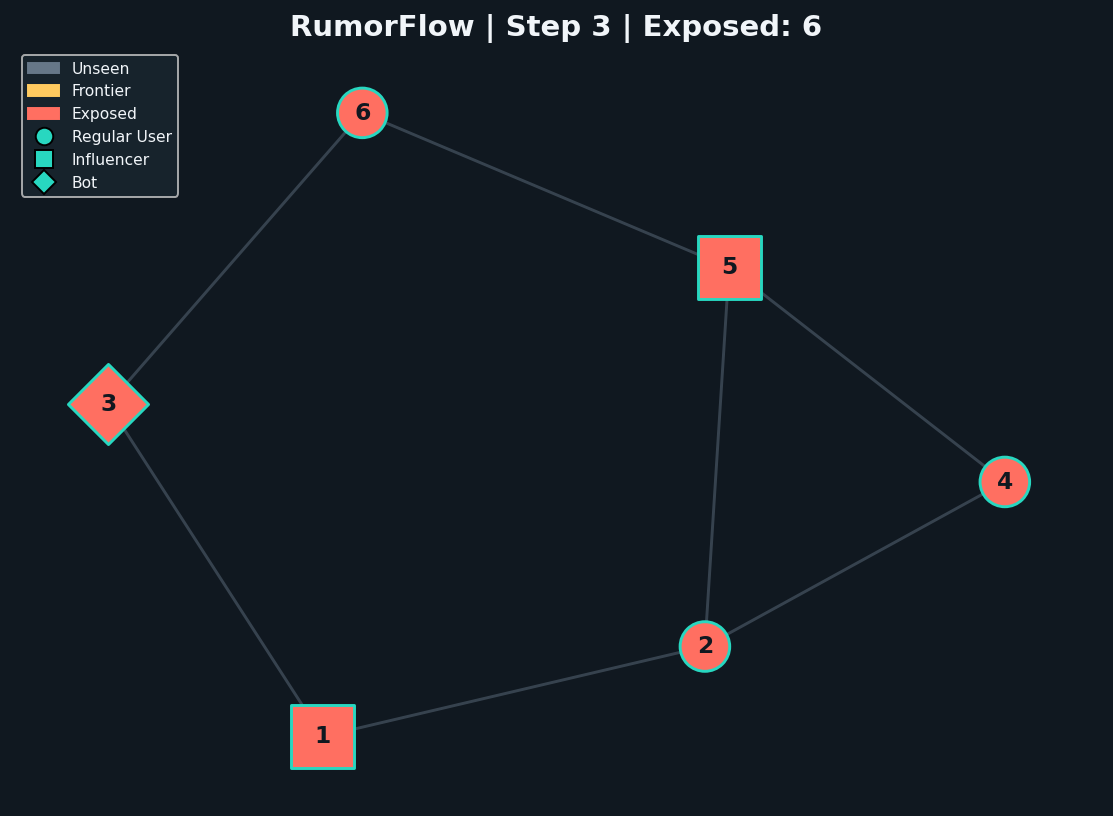 RumorFlow | Step 3 | Exposed: 6
Unseen
Frontier
Exposed
Regular User
Influencer
Bot
6
5
3
4
2
1